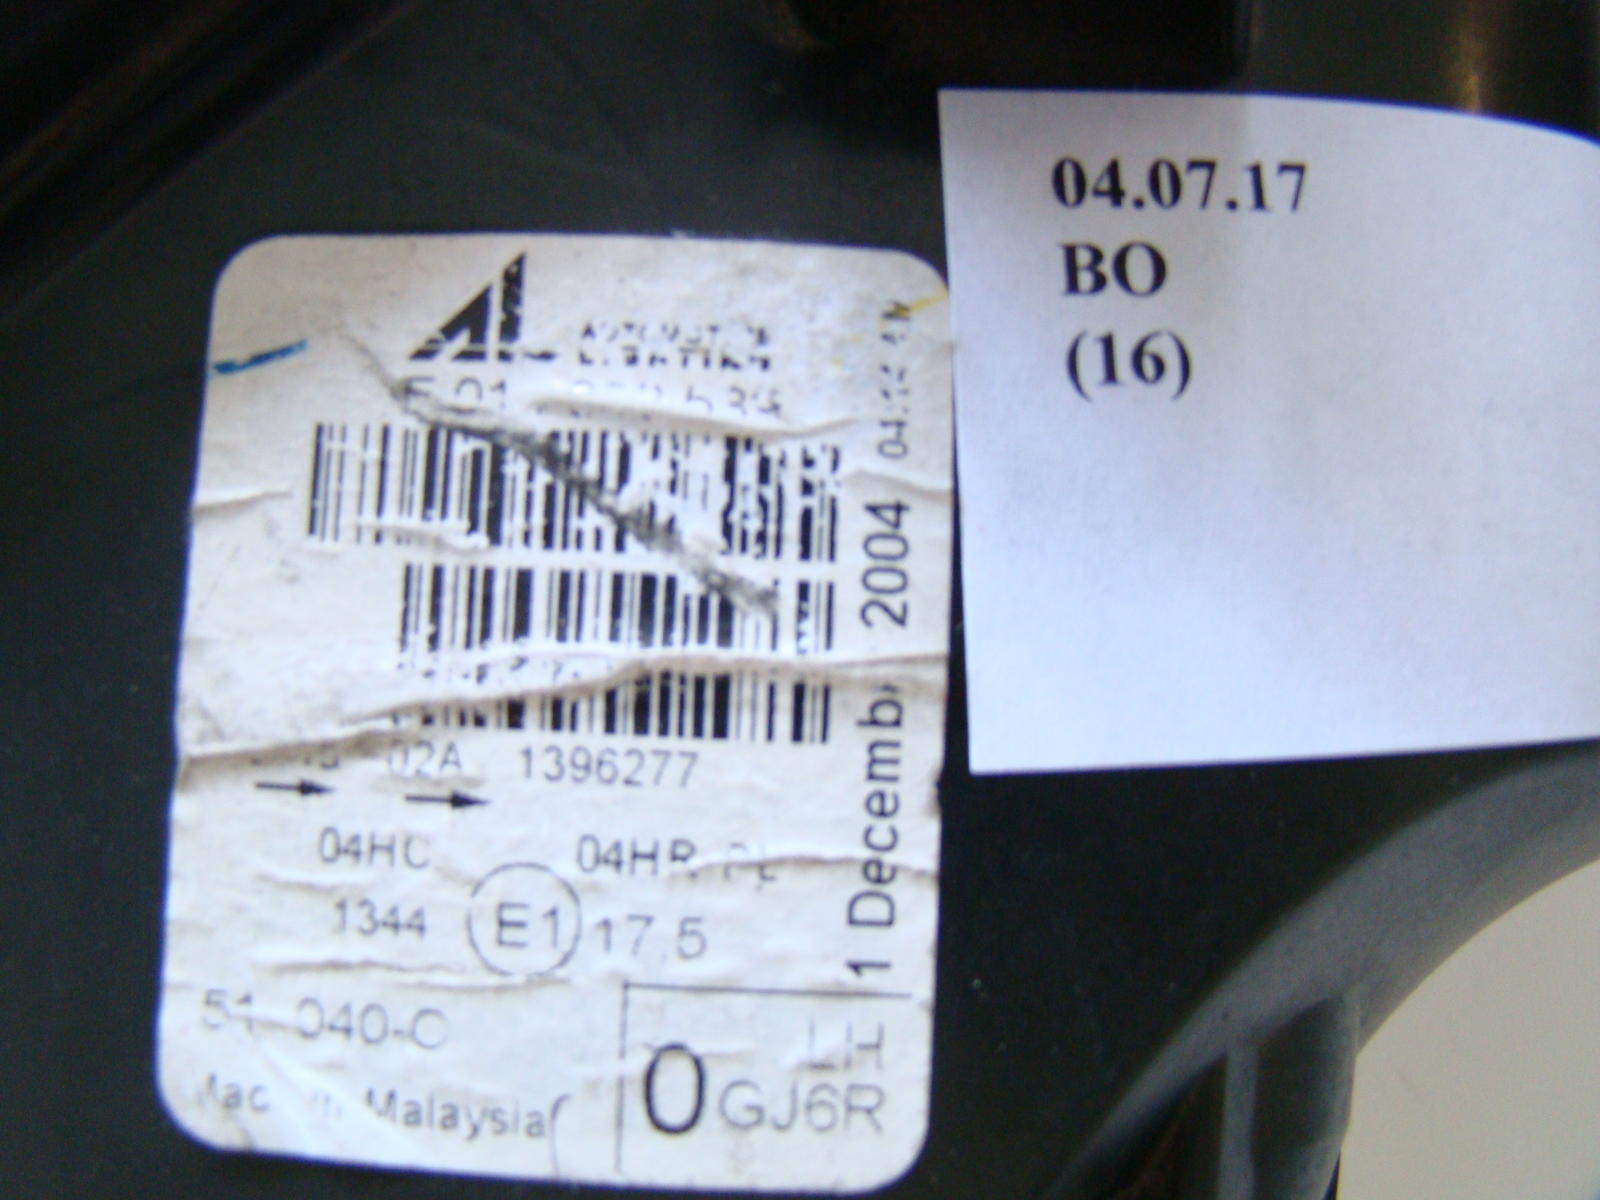 04.07.17
BO
(16)
AL
02A 1396277
04HC 04HR
1344 E1 17.5
040-C
Malaysia
LH
0 GJ6R
1 December 2004